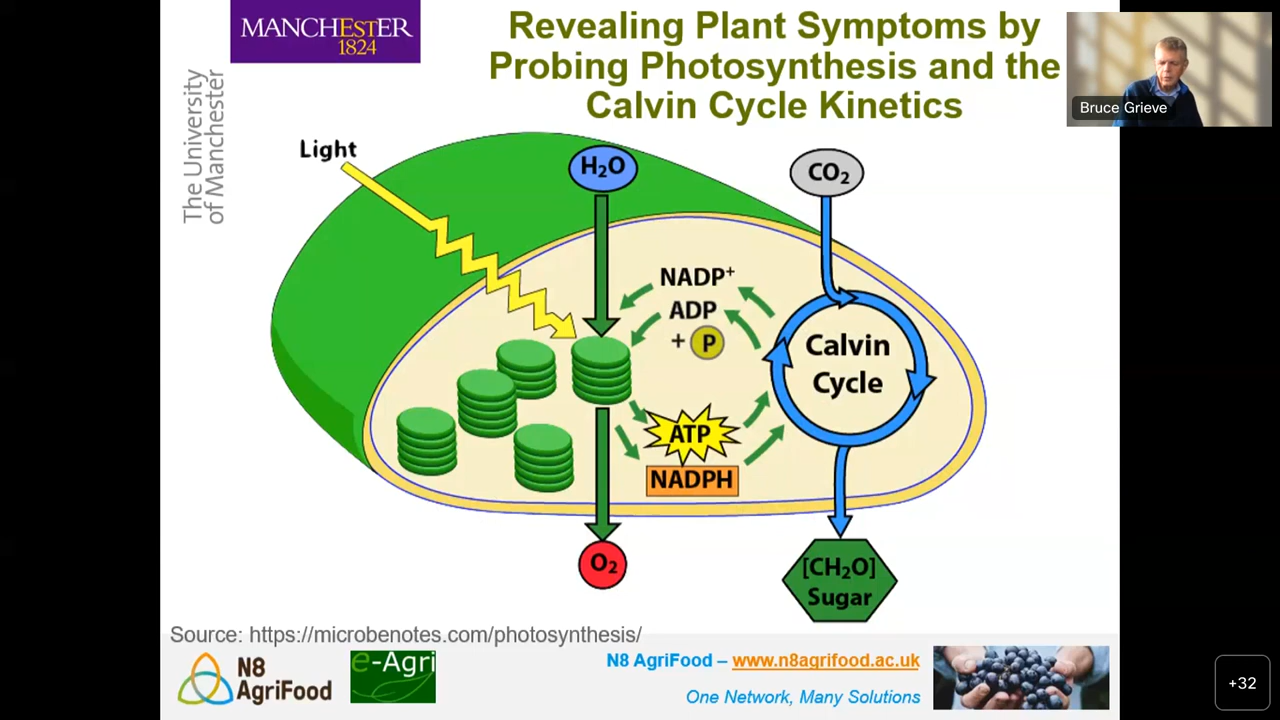 MANCHESTER
1824
The University
of Manchester
Revealing Plant Symptoms by
Probing Photosynthesis and the
Calvin Cycle Kinetics
Bruce Grieve
Light
H₂O
CO₂
NADP⁺
ADP
+ P
Calvin
Cycle
ATP
NADPH
O₂
[CH₂O]
Sugar
Source: https://microbenotes.com/photosynthesis/
N8
AgriFood
e-Agri
N8 AgriFood – www.n8agrifood.ac.uk
One Network, Many Solutions
+32